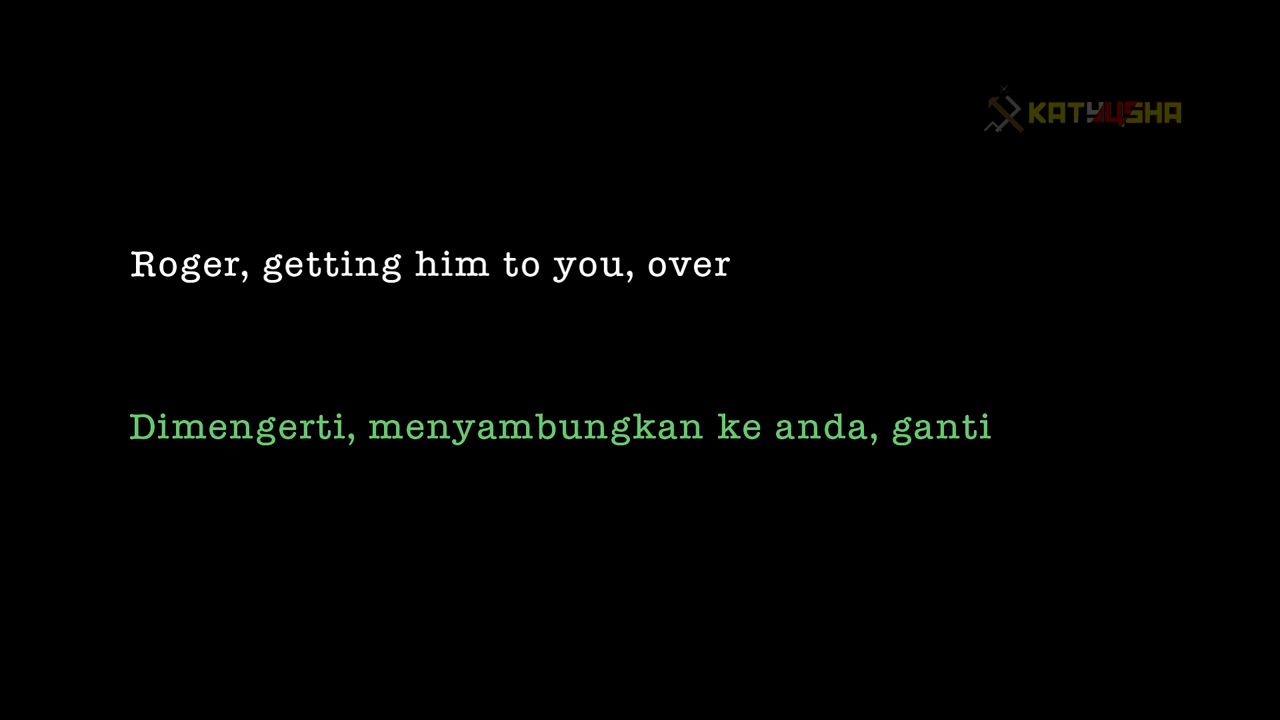 KATYUSHA
Roger, getting him to you, over
Dimengerti, menyambungkan ke anda, ganti